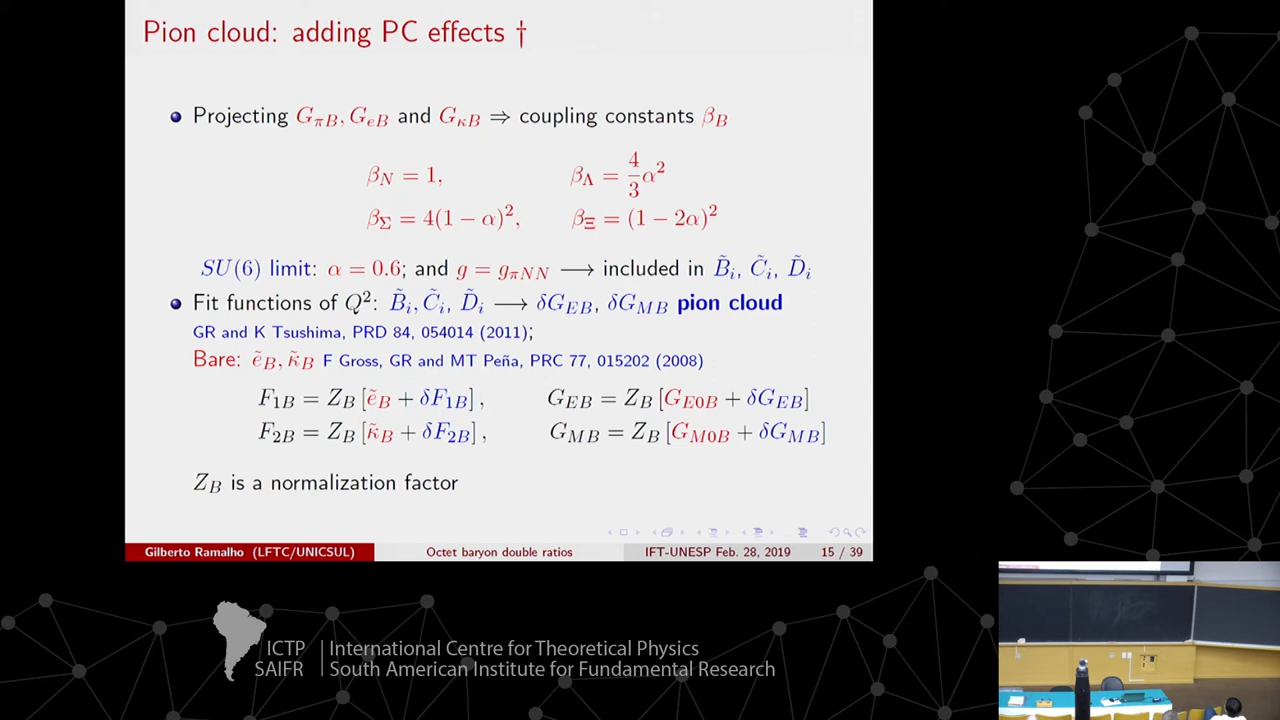 Pion cloud: adding PC effects †
Projecting G_{πB}, G_{eB} and G_{κB} ⇒ coupling constants β_B
β_N = 1, β_Λ = 4/3 α²
β_Σ = 4(1 − α)², β_Ξ = (1 − 2α)²
SU(6) limit: α = 0.6; and g = g_{πNN} ⟶ included in B̃_i, C̃_i, D̃_i
Fit functions of Q²: B̃_i, C̃_i, D̃_i ⟶ δG_{EB}, δG_{MB} pion cloud
GR and K Tsushima, PRD 84, 054014 (2011);
Bare: ẽ_B, κ̃_B F Gross, GR and MT Peña, PRC 77, 015202 (2008)
F_{1B} = Z_B [ẽ_B + δF_{1B}], G_{EB} = Z_B [G_{E0B} + δG_{EB}]
F_{2B} = Z_B [κ̃_B + δF_{2B}], G_{MB} = Z_B [G_{M0B} + δG_{MB}]
Z_B is a normalization factor
Gilberto Ramalho (LFTC/UNICSUL) Octet baryon double ratios IFT-UNESP Feb. 28, 2019 15 / 39
ICTP International Centre for Theoretical Physics
SAIFR South American Institute for Fundamental Research